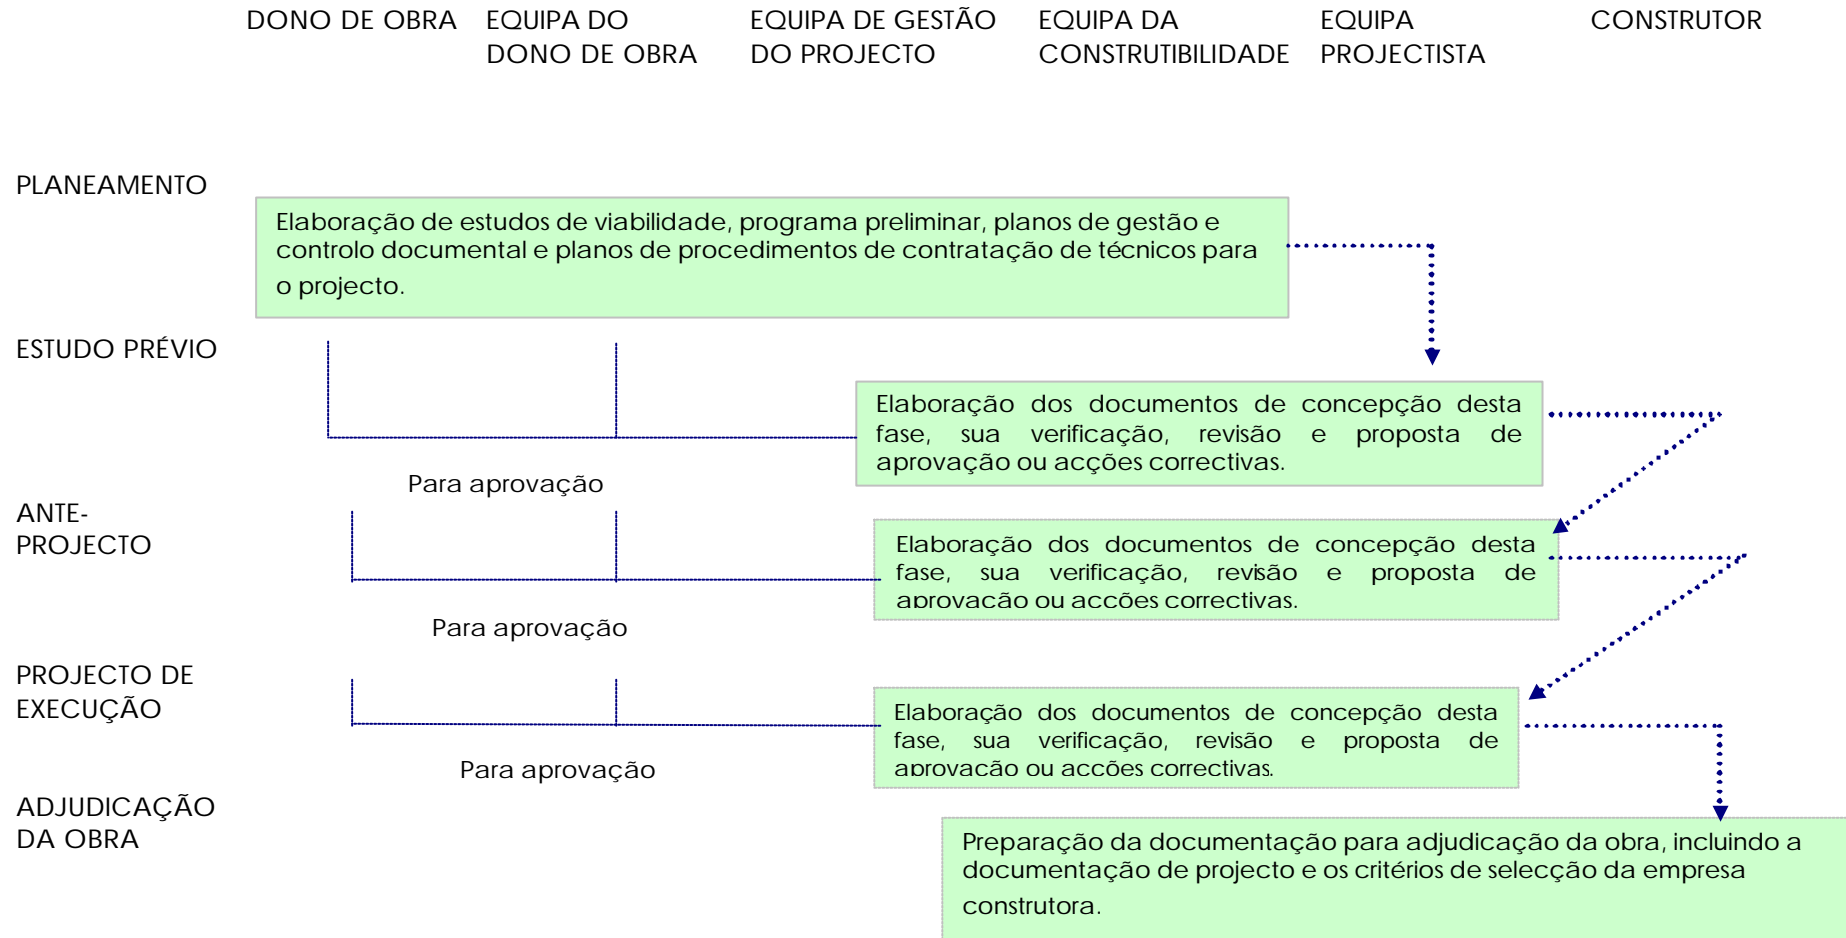 DONO DE OBRA EQUIPA DO EQUIPA DE GESTÃO EQUIPA DA EQUIPA CONSTRUTOR
DONO DE OBRA DO PROJECTO CONSTRUTIBILIDADE PROJECTISTA
PLANEAMENTO
Elaboração de estudos de viabilidade, programa preliminar, planos de gestão e
controlo documental e planos de procedimentos de contratação de técnicos para
o projecto.
ESTUDO PRÉVIO
Elaboração dos documentos de concepção desta
fase, sua verificação, revisão e proposta de
aprovação ou acções correctivas.
Para aprovação
ANTE-
PROJECTO
Elaboração dos documentos de concepção desta
fase, sua verificação, revisão e proposta de
aprovação ou acções correctivas.
Para aprovação
PROJECTO DE
EXECUÇÃO
Elaboração dos documentos de concepção desta
fase, sua verificação, revisão e proposta de
aprovação ou acções correctivas.
Para aprovação
ADJUDICAÇÃO
DA OBRA
Preparação da documentação para adjudicação da obra, incluindo a
documentação de projecto e os critérios de selecção da empresa
construtora.